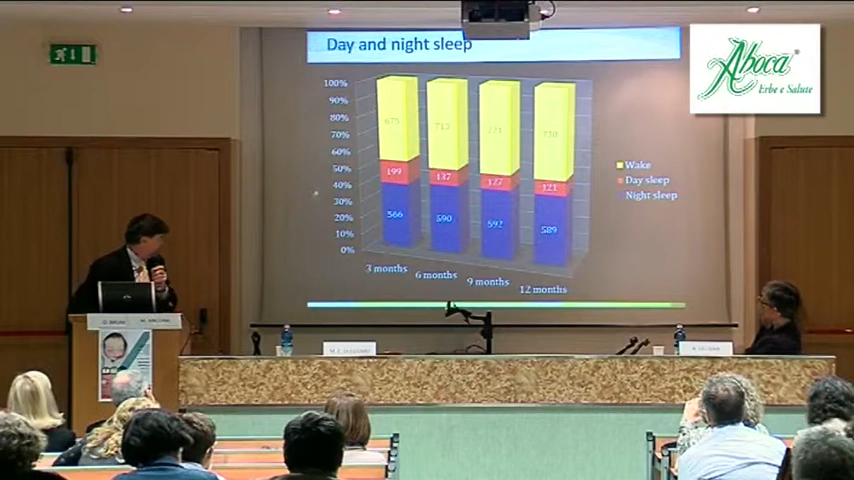 Day and night sleep
Aboca®
Erbe e Salute
100%
90%
80%
70%
60%
50%
40%
30%
20%
10%
0%
675
713
721
730
199
137
127
121
566
590
592
589
3 months
6 months
9 months
12 months
Wake
Day sleep
Night sleep